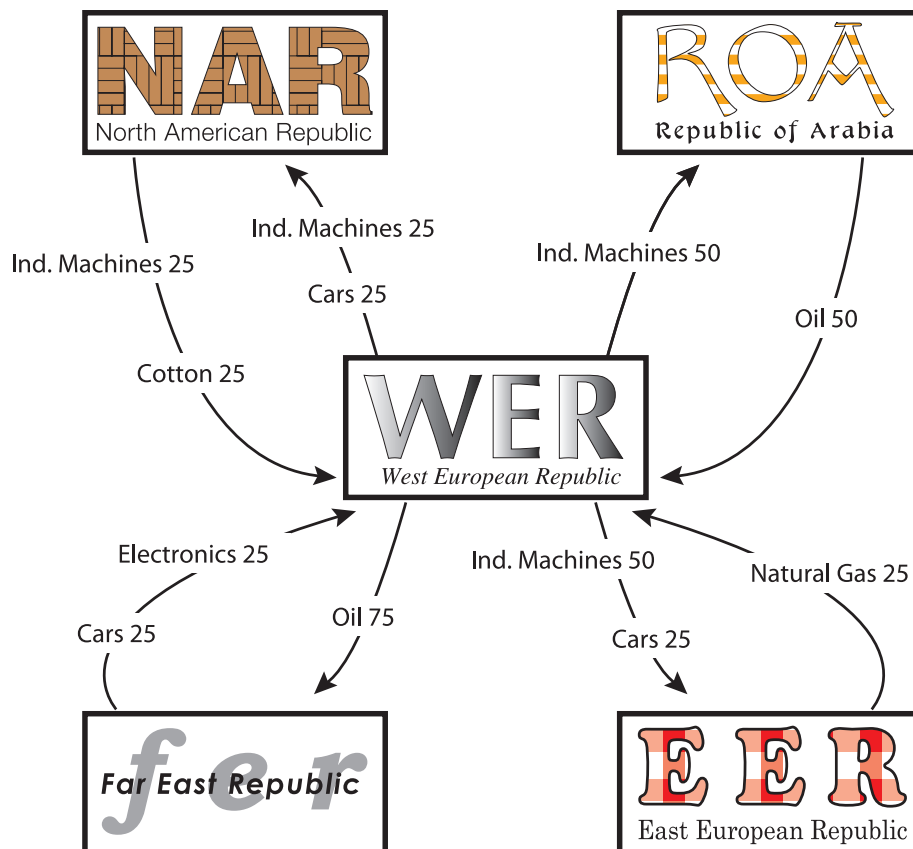 NAR
North American Republic
ROA
Republic of Arabia
Ind. Machines 25
Ind. Machines 25
Ind. Machines 50
Cars 25
Oil 50
Cotton 25
WER
West European Republic
Electronics 25
Ind. Machines 50
Natural Gas 25
Oil 75
Cars 25
Cars 25
fer
Far East Republic
EER
East European Republic